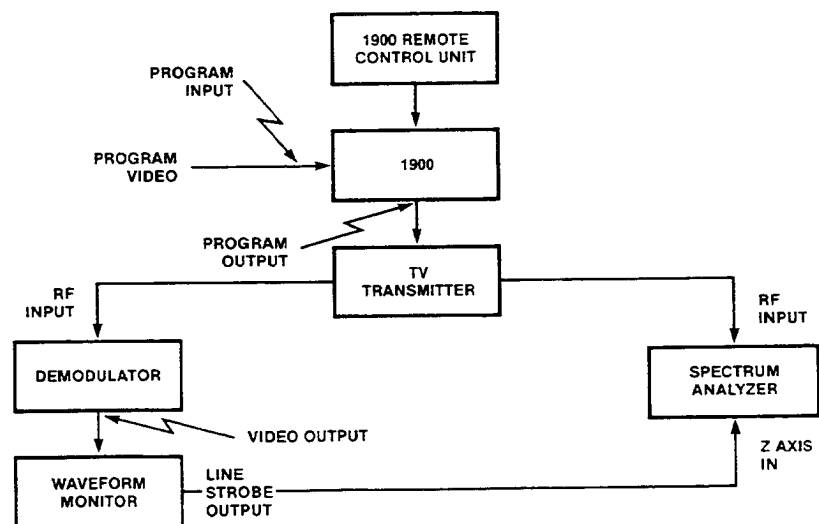 1900 REMOTE
CONTROL UNIT
PROGRAM
INPUT
PROGRAM
VIDEO
1900
PROGRAM
OUTPUT
TV
TRANSMITTER
RF
INPUT
RF
INPUT
DEMODULATOR
SPECTRUM
ANALYZER
VIDEO OUTPUT
Z AXIS
IN
WAVEFORM
MONITOR
LINE
STROBE
OUTPUT